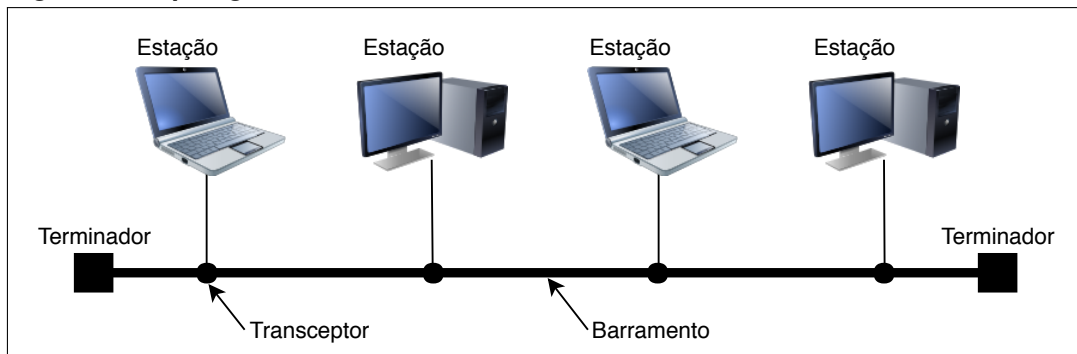 Estação Estação Estação Estação
Terminador Terminador
Transceptor Barramento